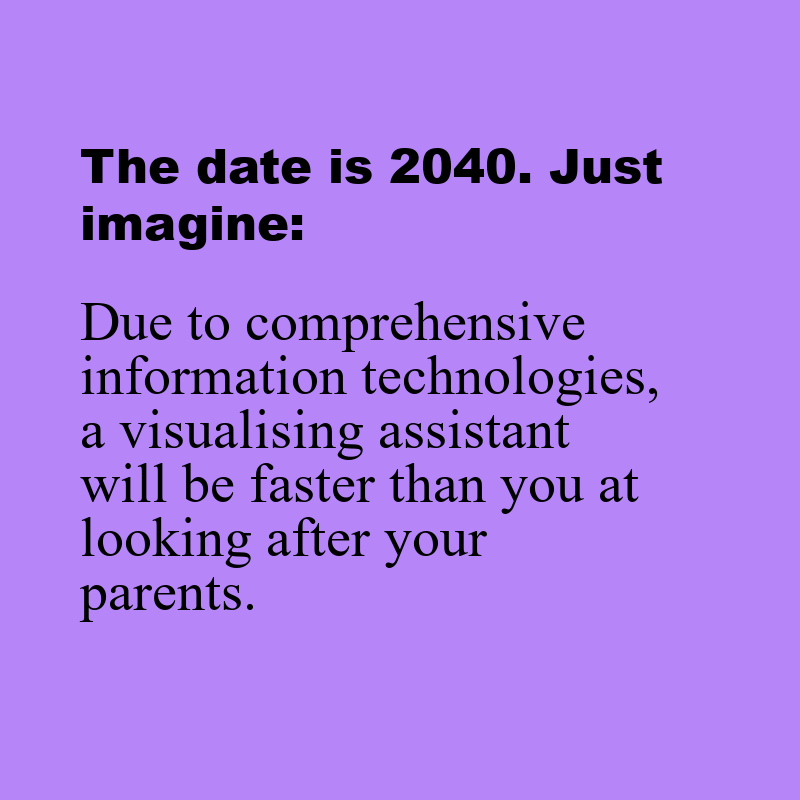 The date is 2040. Just
imagine:
Due to comprehensive
information technologies,
a visualising assistant
will be faster than you at
looking after your
parents.